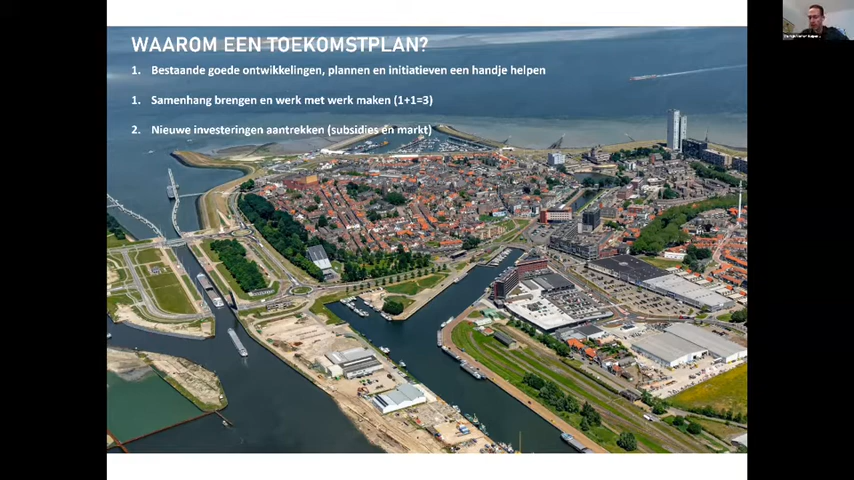 WAAROM EEN TOEKOMSTPLAN?
1. Bestaande goede ontwikkelingen, plannen en initiatieven een handje helpen
1. Samenhang brengen en werk met werk maken (1+1=3)
2. Nieuwe investeringen aantrekken (subsidies en markt)